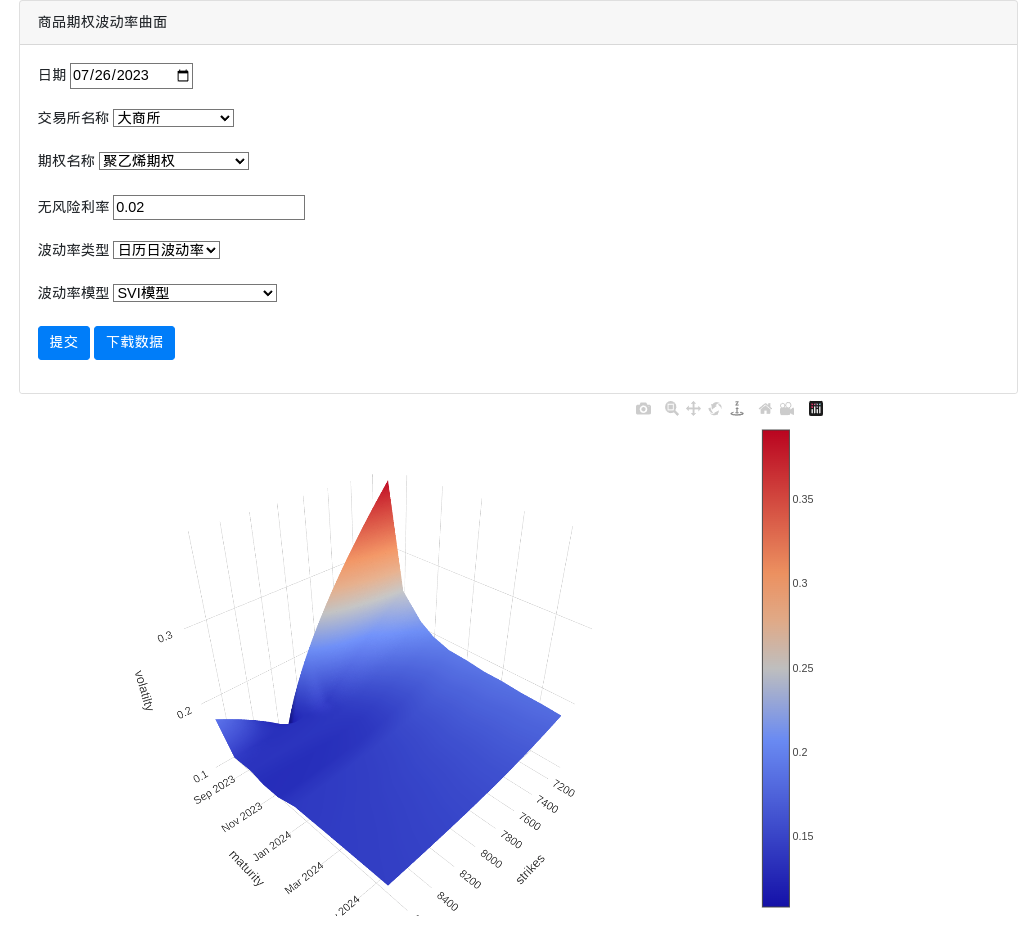 商品期权波动率曲面
日期 07/26/2023
交易所名称 大商所
期权名称 聚乙烯期权
无风险利率 0.02
波动率类型 日历日波动率
波动率模型 SVI模型
提交 下载数据
z
0.35
0.3
0.25
0.2
0.15
0.3
0.2
0.1
volatilty
Sep 2023
Nov 2023
Jan 2024
Mar 2024
2024
maturity
7200
7400
7600
7800
8000
8200
8400
strikes